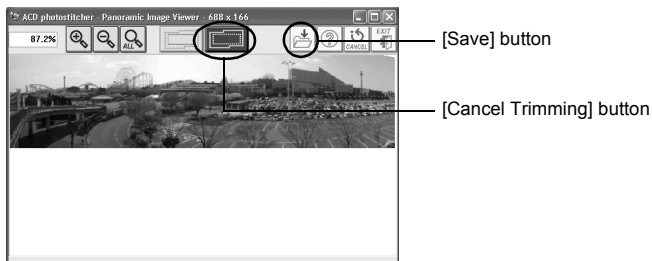 ACD photostitcher - Panoramic Image Viewer - 688 x 166
87.2%
ALL
CANCEL
EXIT
[Save] button
[Cancel Trimming] button